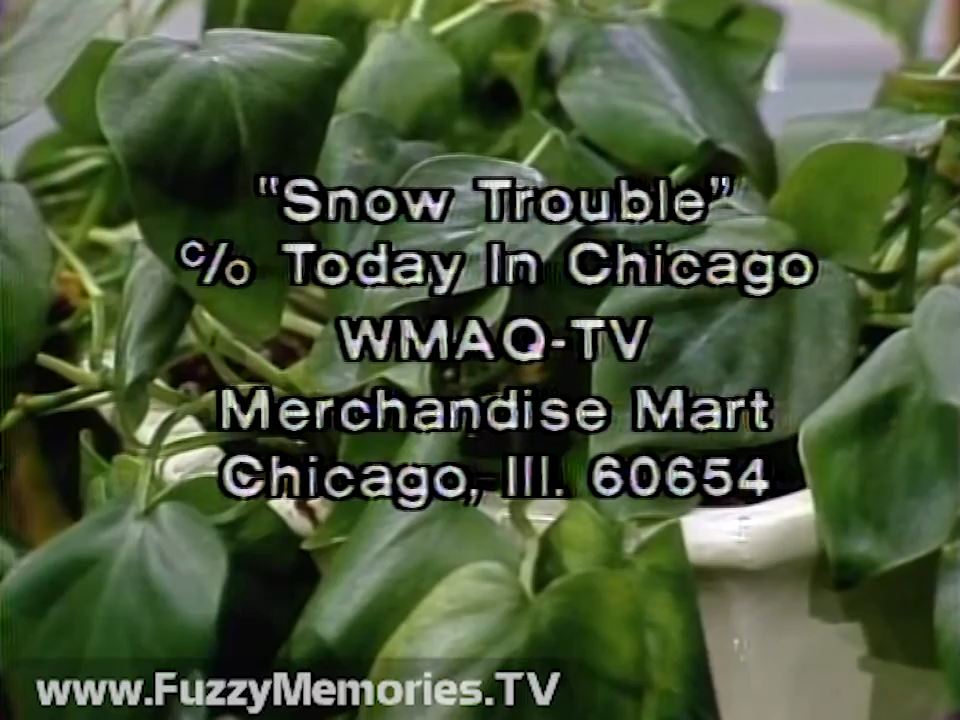 "Snow Trouble"
c/o Today In Chicago
WMAQ-TV
Merchandise Mart
Chicago, Ill. 60654
www.FuzzyMemories.TV